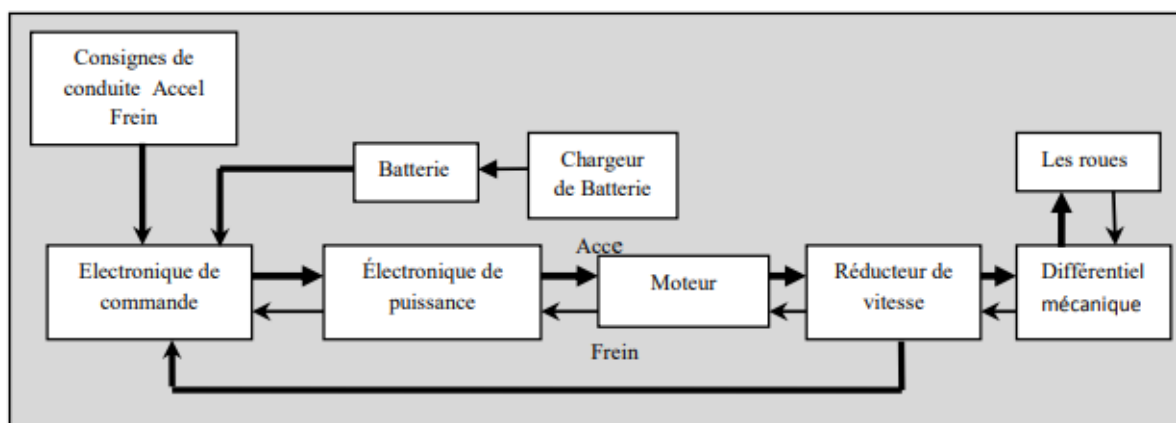 Consignes de
conduite Accel
Frein
Batterie
Chargeur
de Batterie
Les roues
Acce
Electronique de
commande
Électronique de
puissance
Moteur
Réducteur de
vitesse
Différentiel
mécanique
Frein